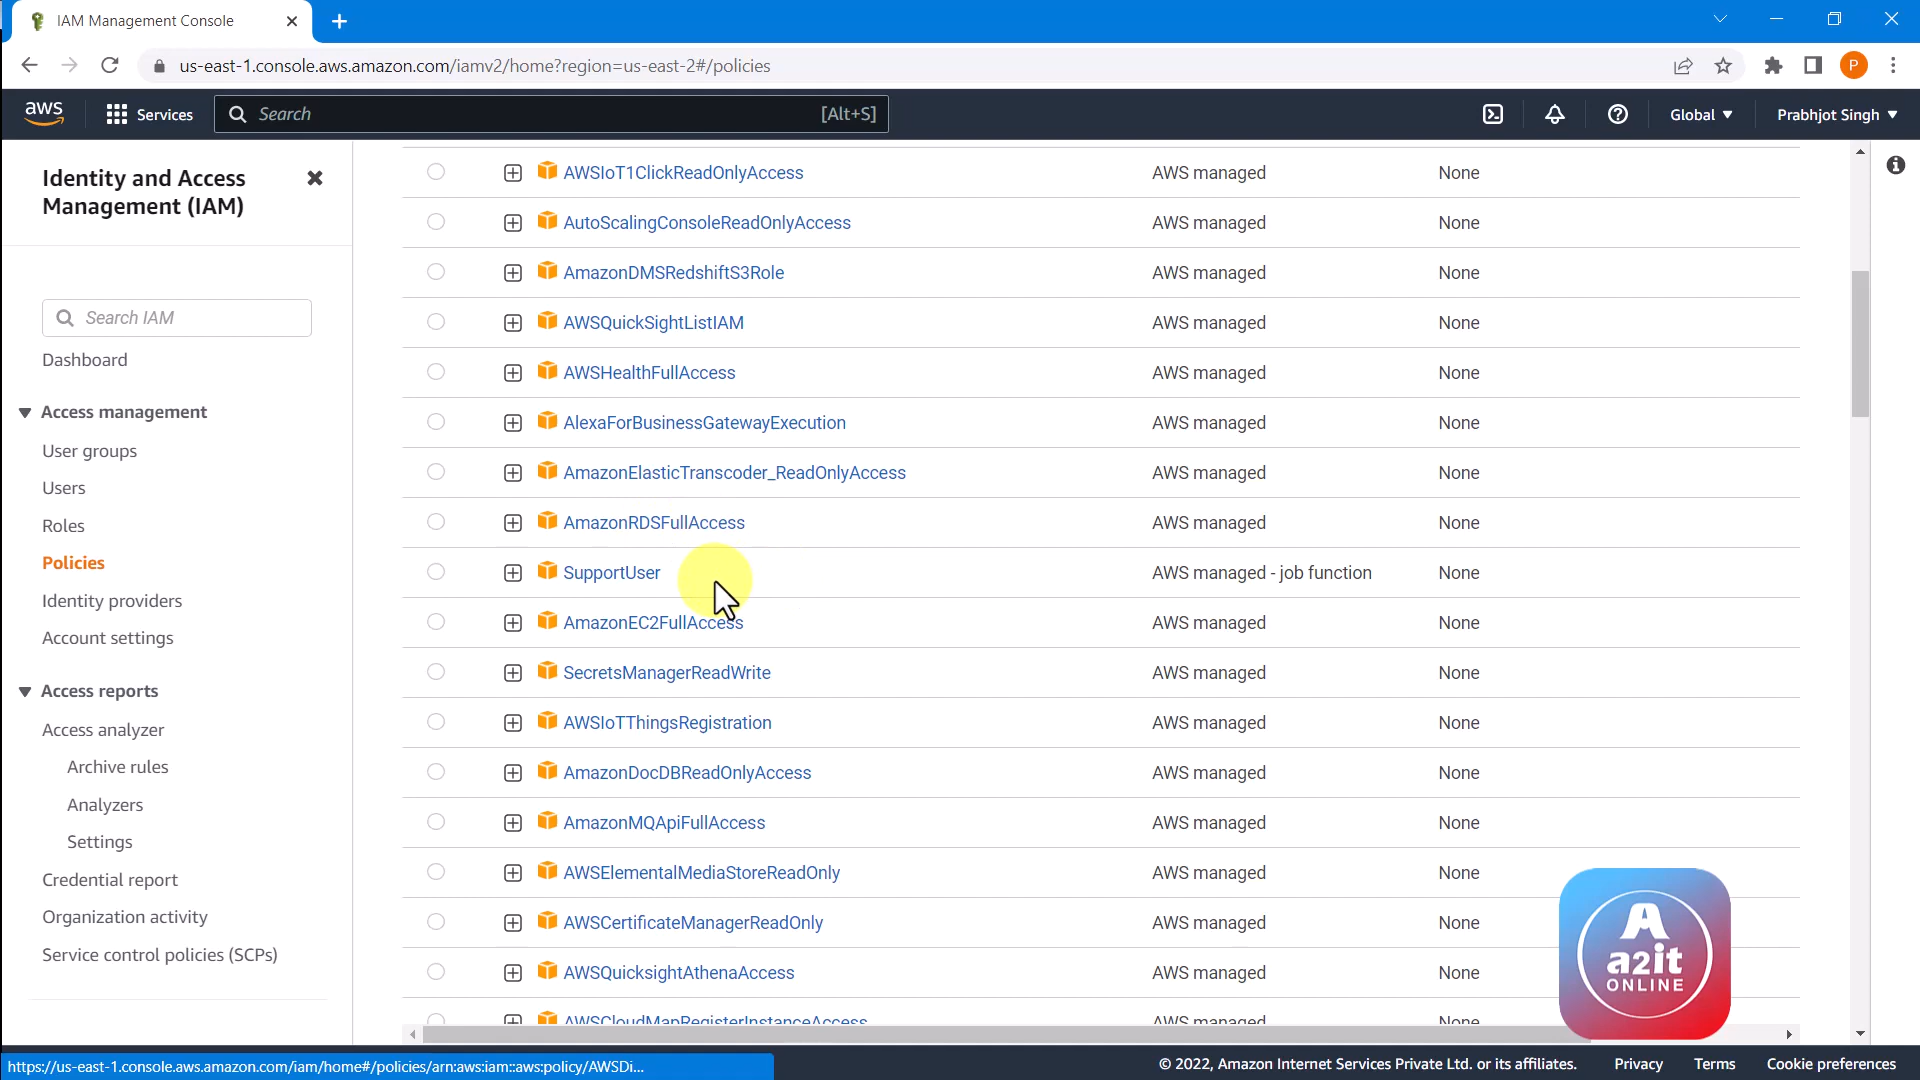 IAM Management Console
us-east-1.console.aws.amazon.com/iamv2/home?region=us-east-2#/policies
aws Services Search [Alt+S] Global Prabhjot Singh
Identity and Access
Management (IAM)
Search IAM
Dashboard
Access management
User groups
Users
Roles
Policies
Identity providers
Account settings
Access reports
Access analyzer
Archive rules
Analyzers
Settings
Credential report
Organization activity
Service control policies (SCPs)
AWSIoT1ClickReadOnlyAccess AWS managed None
AutoScalingConsoleReadOnlyAccess AWS managed None
AmazonDMSRedshiftS3Role AWS managed None
AWSQuickSightListIAM AWS managed None
AWSHealthFullAccess AWS managed None
AlexaForBusinessGatewayExecution AWS managed None
AmazonElasticTranscoder_ReadOnlyAccess AWS managed None
AmazonRDSFullAccess AWS managed None
SupportUser AWS managed - job function None
AmazonEC2FullAccess AWS managed None
SecretsManagerReadWrite AWS managed None
AWSIoTThingsRegistration AWS managed None
AmazonDocDBReadOnlyAccess AWS managed None
AmazonMQApiFullAccess AWS managed None
AWSElementalMediaStoreReadOnly AWS managed None
AWSCertificateManagerReadOnly AWS managed None
AWSQuicksightAthenaAccess AWS managed None
AWSCloudMapRegisterInstanceAccess AWS managed None
A
a2it
ONLINE
https://us-east-1.console.aws.amazon.com/iam/home#/policies/arn:aws:iam::aws:policy/AWSDi...
© 2022, Amazon Internet Services Private Ltd. or its affiliates. Privacy Terms Cookie preferences
P